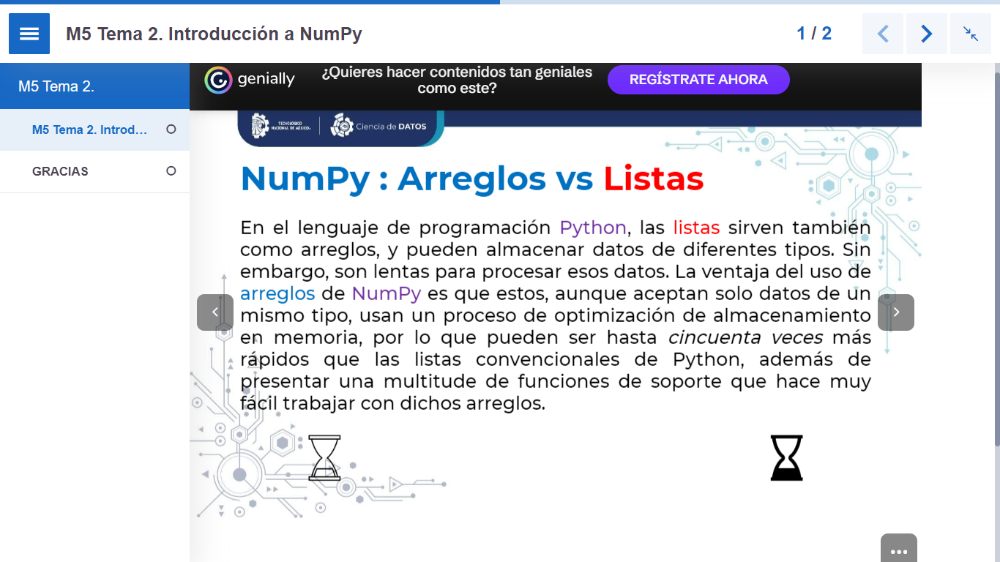 M5 Tema 2. Introducción a NumPy
1 / 2
M5 Tema 2.
M5 Tema 2. Introd...
GRACIAS
genially
¿Quieres hacer contenidos tan geniales
como este?
REGÍSTRATE AHORA
TECNOLÓGICO
NACIONAL DE MÉXICO
Ciencia de DATOS
NumPy : Arreglos vs Listas
En el lenguaje de programación Python, las listas sirven también
como arreglos, y pueden almacenar datos de diferentes tipos. Sin
embargo, son lentas para procesar esos datos. La ventaja del uso de
arreglos de NumPy es que estos, aunque aceptan solo datos de un
mismo tipo, usan un proceso de optimización de almacenamiento
en memoria, por lo que pueden ser hasta cincuenta veces más
rápidos que las listas convencionales de Python, además de
presentar una multitude de funciones de soporte que hace muy
fácil trabajar con dichos arreglos.